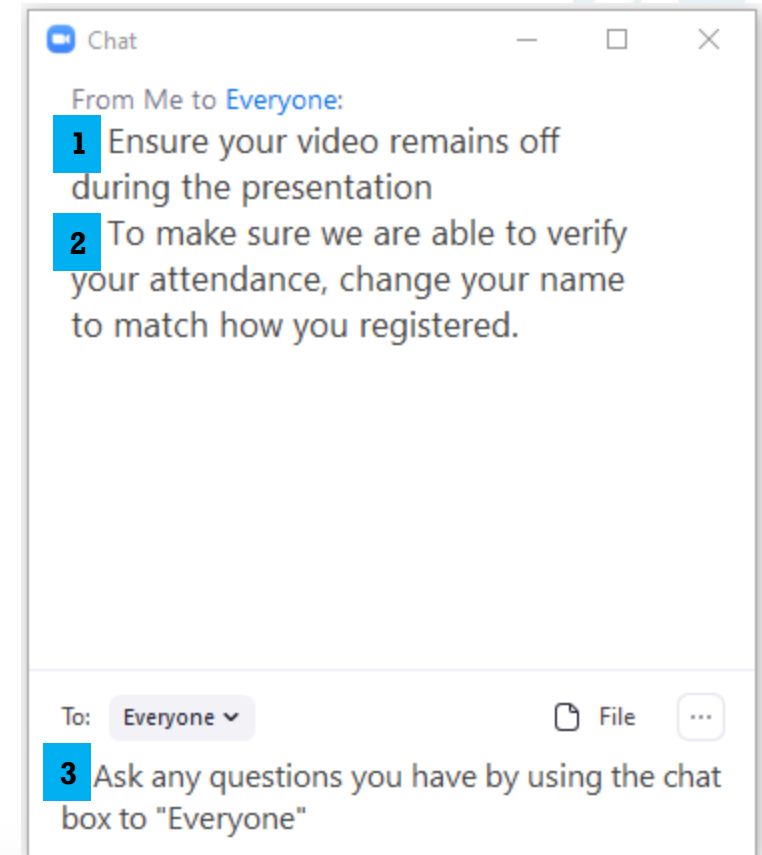 Chat
From Me to Everyone:
1 Ensure your video remains off
during the presentation
2 To make sure we are able to verify
your attendance, change your name
to match how you registered.
To: Everyone File ...
3 Ask any questions you have by using the chat
box to "Everyone"